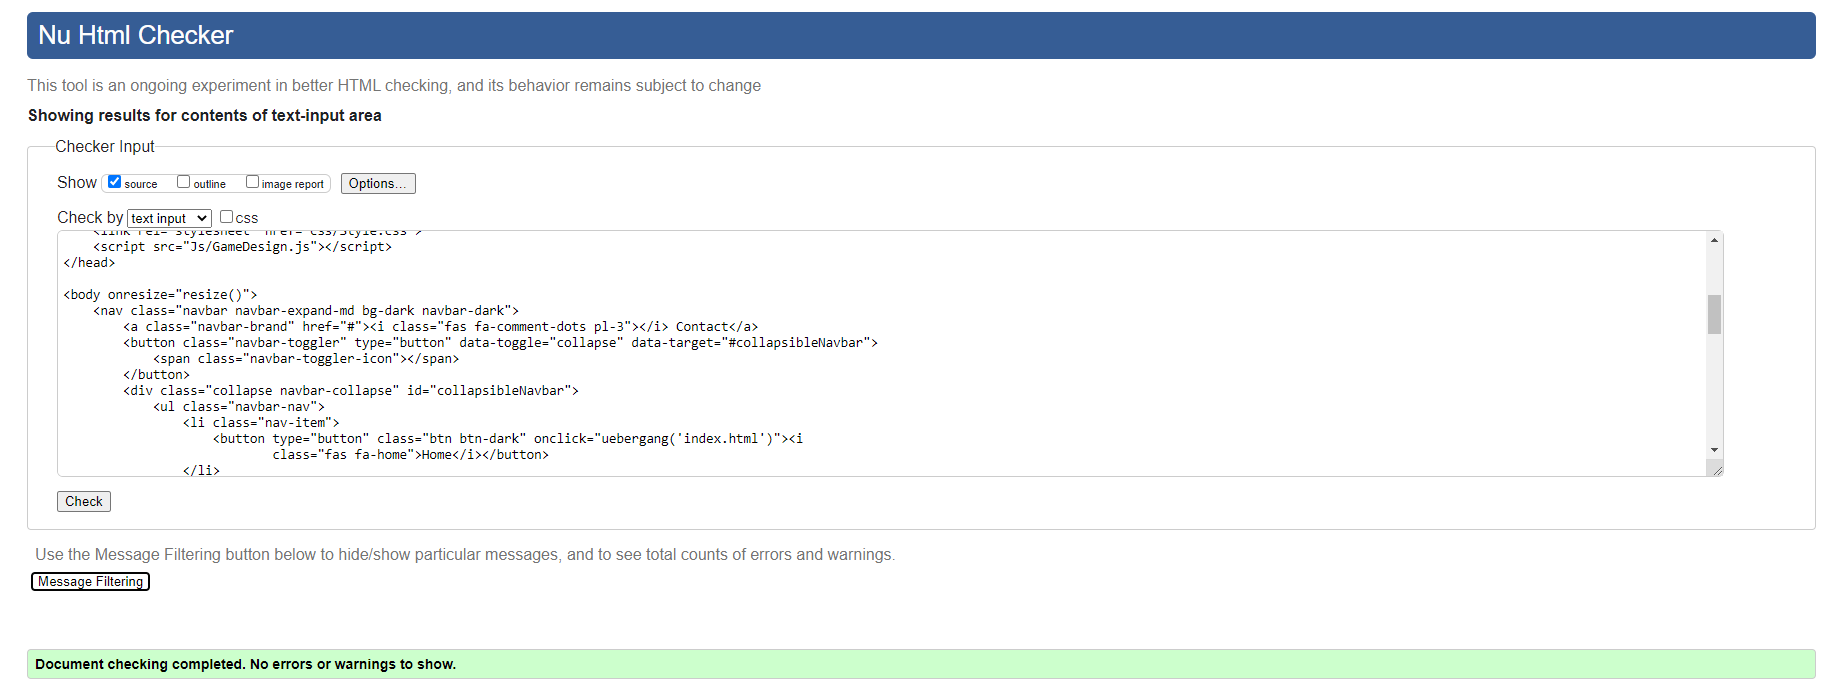 Nu Html Checker
This tool is an ongoing experiment in better HTML checking, and its behavior remains subject to change
Showing results for contents of text-input area
Checker Input
Show source outline image report Options...
Check by text input css
<link rel="stylesheet" href="css/Style.css">
<script src="Js/GameDesign.js"></script>
</head>
<body onresize="resize()">
<nav class="navbar navbar-expand-md bg-dark navbar-dark">
<a class="navbar-brand" href="#"><i class="fas fa-comment-dots pl-3"></i> Contact</a>
<button class="navbar-toggler" type="button" data-toggle="collapse" data-target="#collapsibleNavbar">
<span class="navbar-toggler-icon"></span>
</button>
<div class="collapse navbar-collapse" id="collapsibleNavbar">
<ul class="navbar-nav">
<li class="nav-item">
<button type="button" class="btn btn-dark" onclick="uebergang('index.html')"><i
class="fas fa-home">Home</i></button>
</li>
Check
Use the Message Filtering button below to hide/show particular messages, and to see total counts of errors and warnings.
Message Filtering
Document checking completed. No errors or warnings to show.